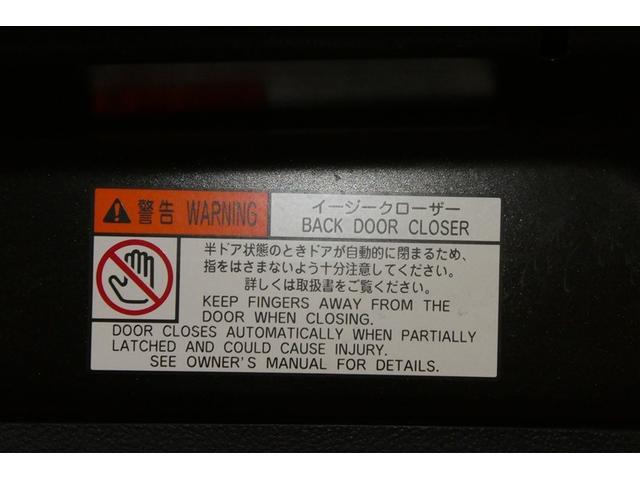 警告 WARNING
イージークローザー
BACK DOOR CLOSER
半ドア状態のときドアが自動的に閉まるため、
指をはさまないよう十分注意してください。
詳しくは取扱書をご覧ください。
KEEP FINGERS AWAY FROM THE
DOOR WHEN CLOSING.
DOOR CLOSES AUTOMATICALLY WHEN PARTIALLY
LATCHED AND COULD CAUSE INJURY.
SEE OWNER'S MANUAL FOR DETAILS.